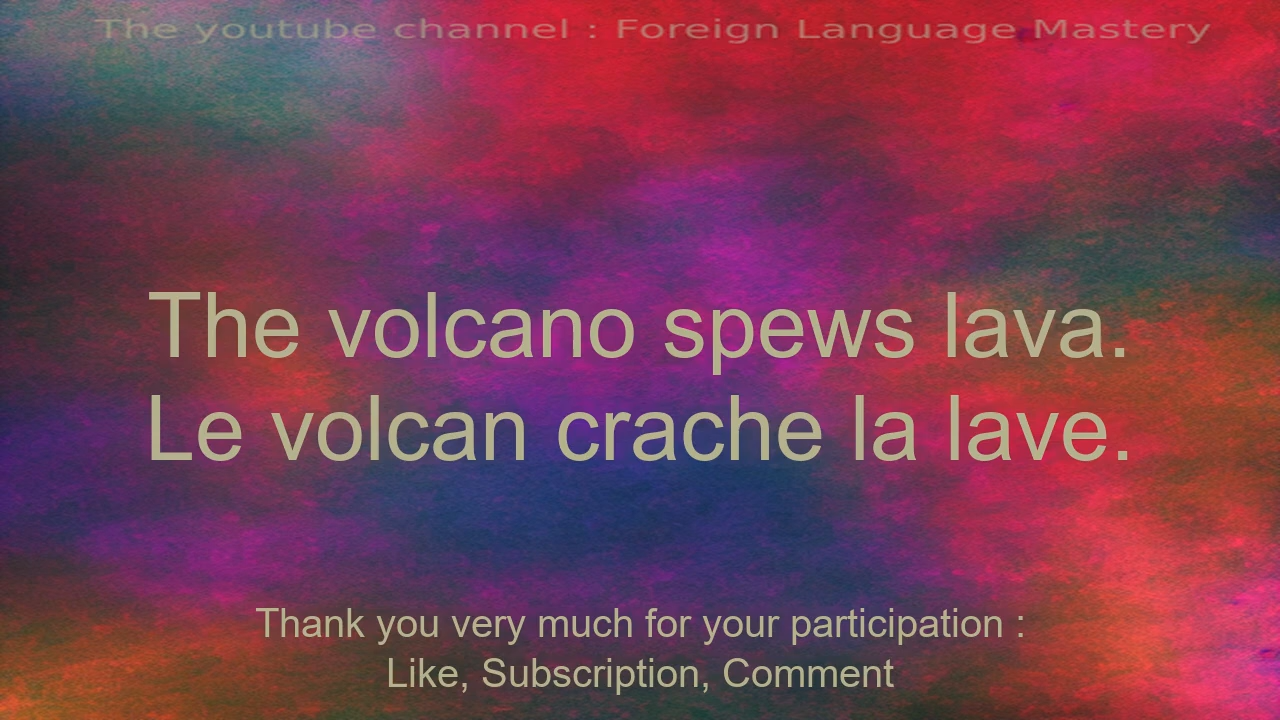 The youtube channel : Foreign Language Mastery
The volcano spews lava.
Le volcan crache la lave.
Thank you very much for your participation :
Like, Subscription, Comment